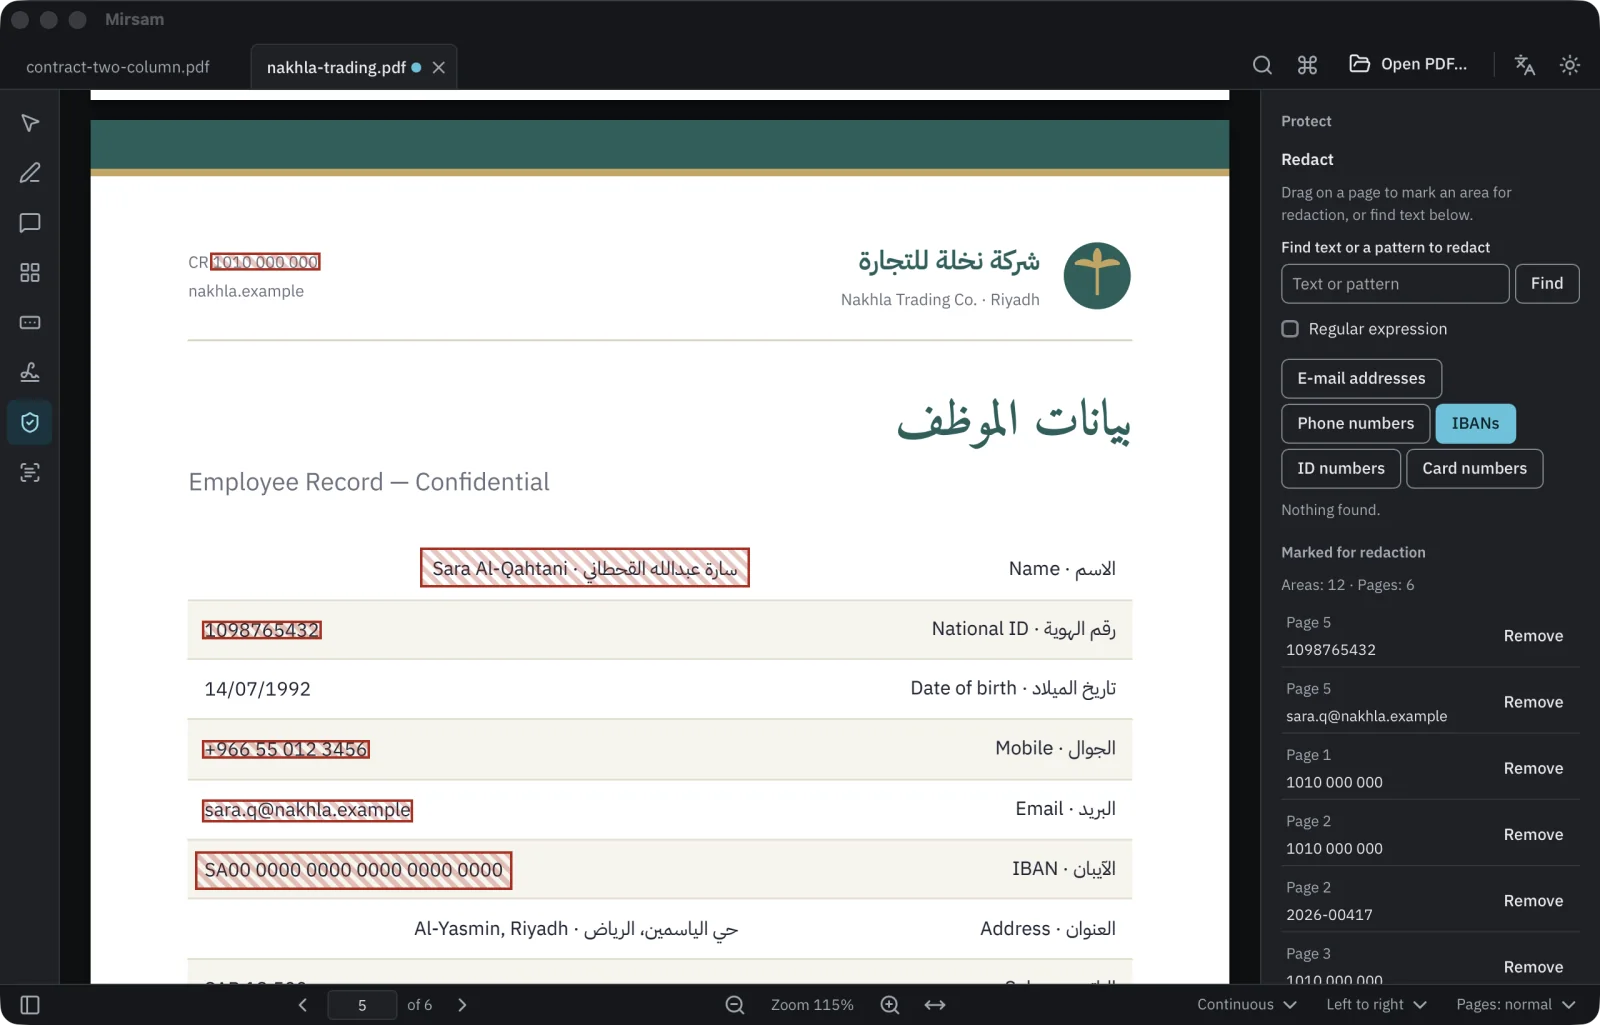 Mirsam
contract-two-column.pdf
nakhla-trading.pdf
Open PDF...
CR 1010 005 000
nakhla.example
شركة نخلة للتجارة
Nakhla Trading Co. · Riyadh
بيانات الموظف
Employee Record — Confidential
الاسم · Name
سارة عبدالله القحطاني · Sara Al-Qahtani
رقم الهوية · National ID
1098765432
تاريخ الميلاد · Date of birth
14/07/1992
الجوال · Mobile
+966 55 012 3456
البريد · Email
sara.q@nakhla.example
الآيبان · IBAN
SA00 0000 0000 0000 0000 0000
العنوان · Address
حي الياسمين، الرياض · Al-Yasmin, Riyadh
Protect
Redact
Drag on a page to mark an area for
redaction, or find text below.
Find text or a pattern to redact
Text or pattern
Find
Regular expression
E-mail addresses
Phone numbers
IBANs
ID numbers
Card numbers
Nothing found.
Marked for redaction
Areas: 12 · Pages: 6
Page 5
1098765432
Remove
Page 5
sara.q@nakhla.example
Remove
Page 1
1010 000 000
Remove
Page 2
1010 000 000
Remove
Page 2
2026-00417
Remove
Page 3
1010 000 000
Remove
5 of 6
Zoom 115%
Continuous
Left to right
Pages: normal